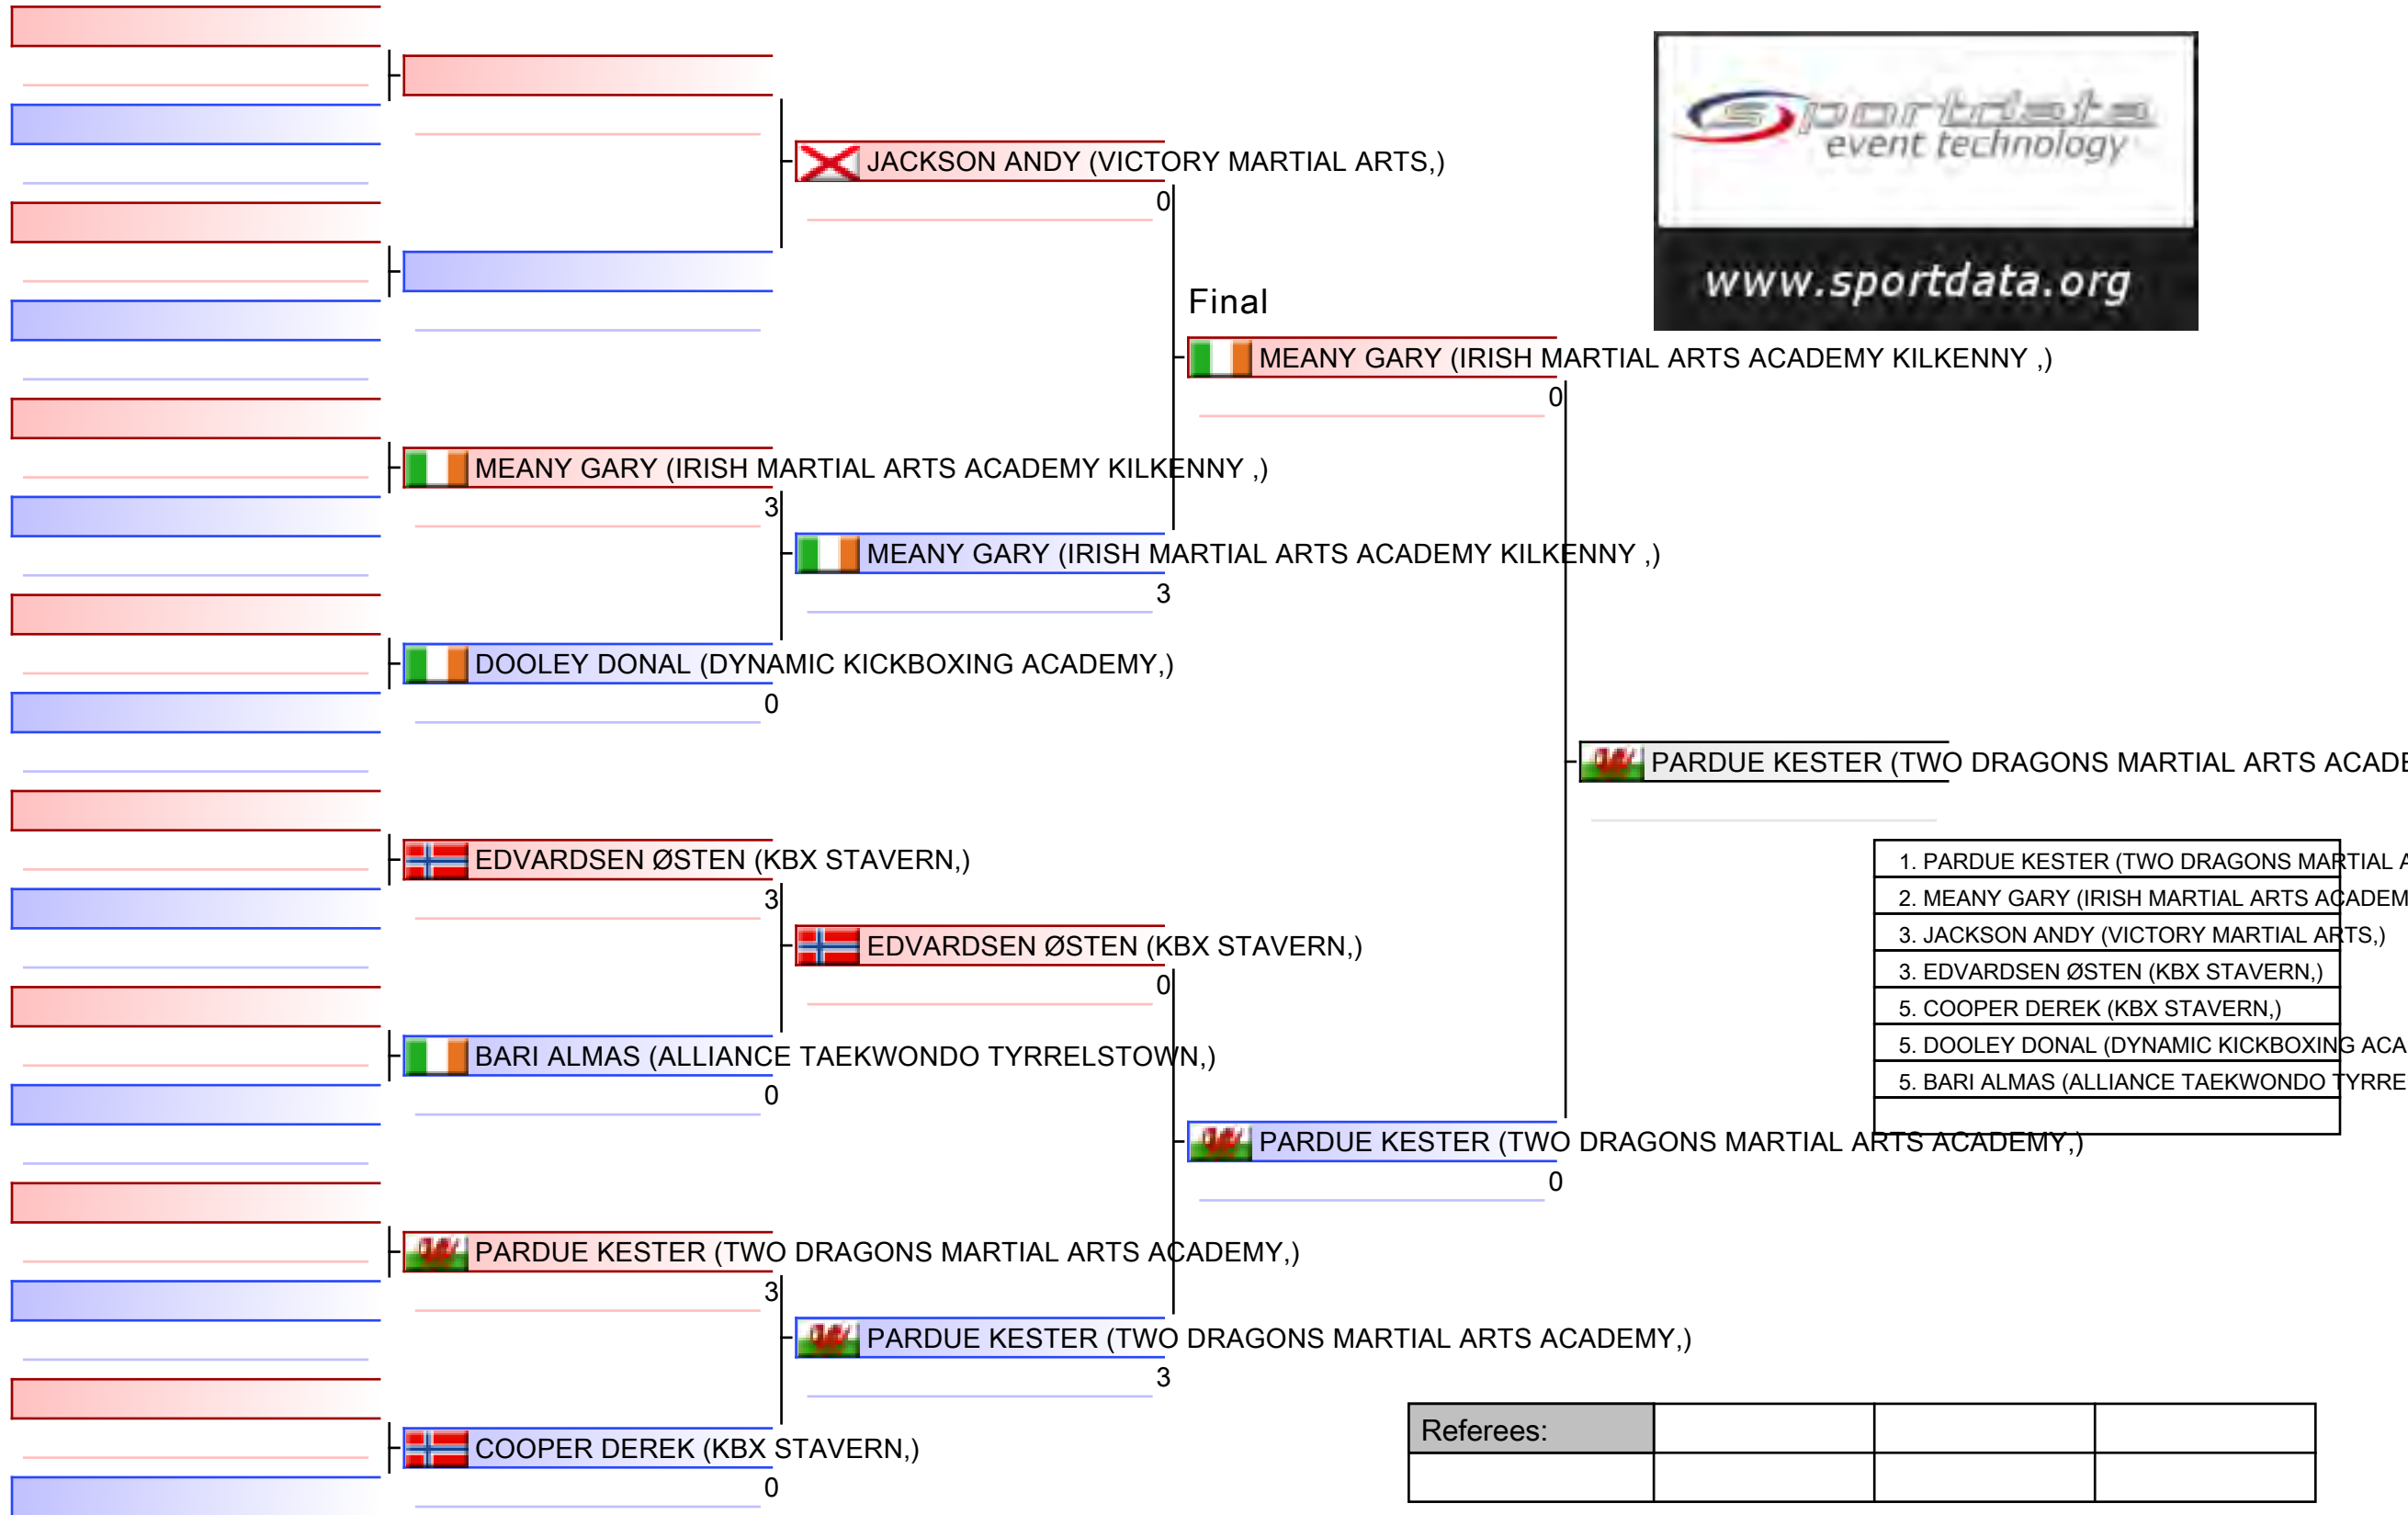 sportdata
event technology
www.sportdata.org
JACKSON ANDY (VICTORY MARTIAL ARTS,)
0
Final
MEANY GARY (IRISH MARTIAL ARTS ACADEMY KILKENNY ,)
0
MEANY GARY (IRISH MARTIAL ARTS ACADEMY KILKENNY ,)
3
MEANY GARY (IRISH MARTIAL ARTS ACADEMY KILKENNY ,)
3
DOOLEY DONAL (DYNAMIC KICKBOXING ACADEMY,)
0
PARDUE KESTER (TWO DRAGONS MARTIAL ARTS ACADE
EDVARDSEN ØSTEN (KBX STAVERN,)
3
EDVARDSEN ØSTEN (KBX STAVERN,)
0
BARI ALMAS (ALLIANCE TAEKWONDO TYRRELSTOWN,)
0
1. PARDUE KESTER (TWO DRAGONS MARTIAL A
2. MEANY GARY (IRISH MARTIAL ARTS ACADEM
3. JACKSON ANDY (VICTORY MARTIAL ARTS,)
3. EDVARDSEN ØSTEN (KBX STAVERN,)
5. COOPER DEREK (KBX STAVERN,)
5. DOOLEY DONAL (DYNAMIC KICKBOXING ACA
5. BARI ALMAS (ALLIANCE TAEKWONDO TYRRE
PARDUE KESTER (TWO DRAGONS MARTIAL ARTS ACADEMY,)
0
PARDUE KESTER (TWO DRAGONS MARTIAL ARTS ACADEMY,)
3
PARDUE KESTER (TWO DRAGONS MARTIAL ARTS ACADEMY,)
3
COOPER DEREK (KBX STAVERN,)
0
Referees: